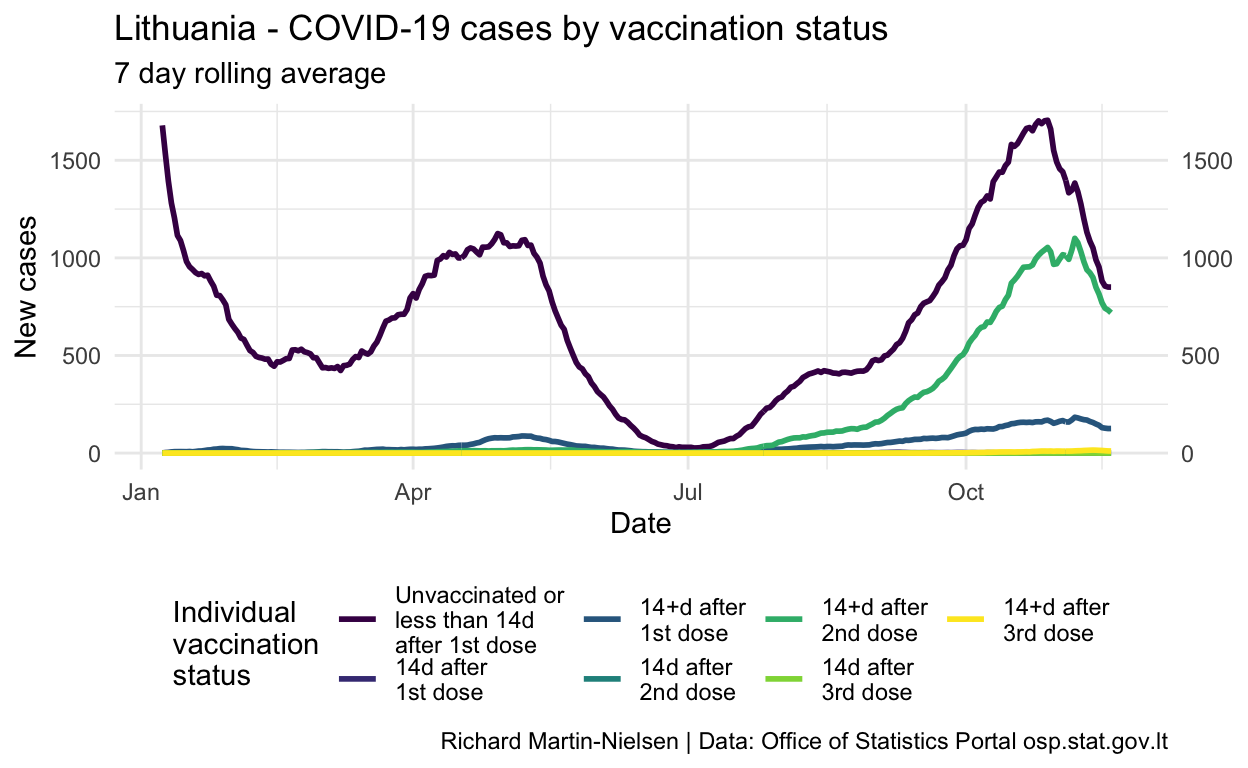 Lithuania - COVID-19 cases by vaccination status
7 day rolling average
New cases
1500
1000
500
0
1500
1000
500
0
Jan
Apr
Jul
Oct
Date
Individual
vaccination
status
Unvaccinated or
less than 14d
after 1st dose
14d after
1st dose
14+d after
1st dose
14d after
2nd dose
14+d after
2nd dose
14d after
3rd dose
14+d after
3rd dose
Richard Martin-Nielsen | Data: Office of Statistics Portal osp.stat.gov.lt